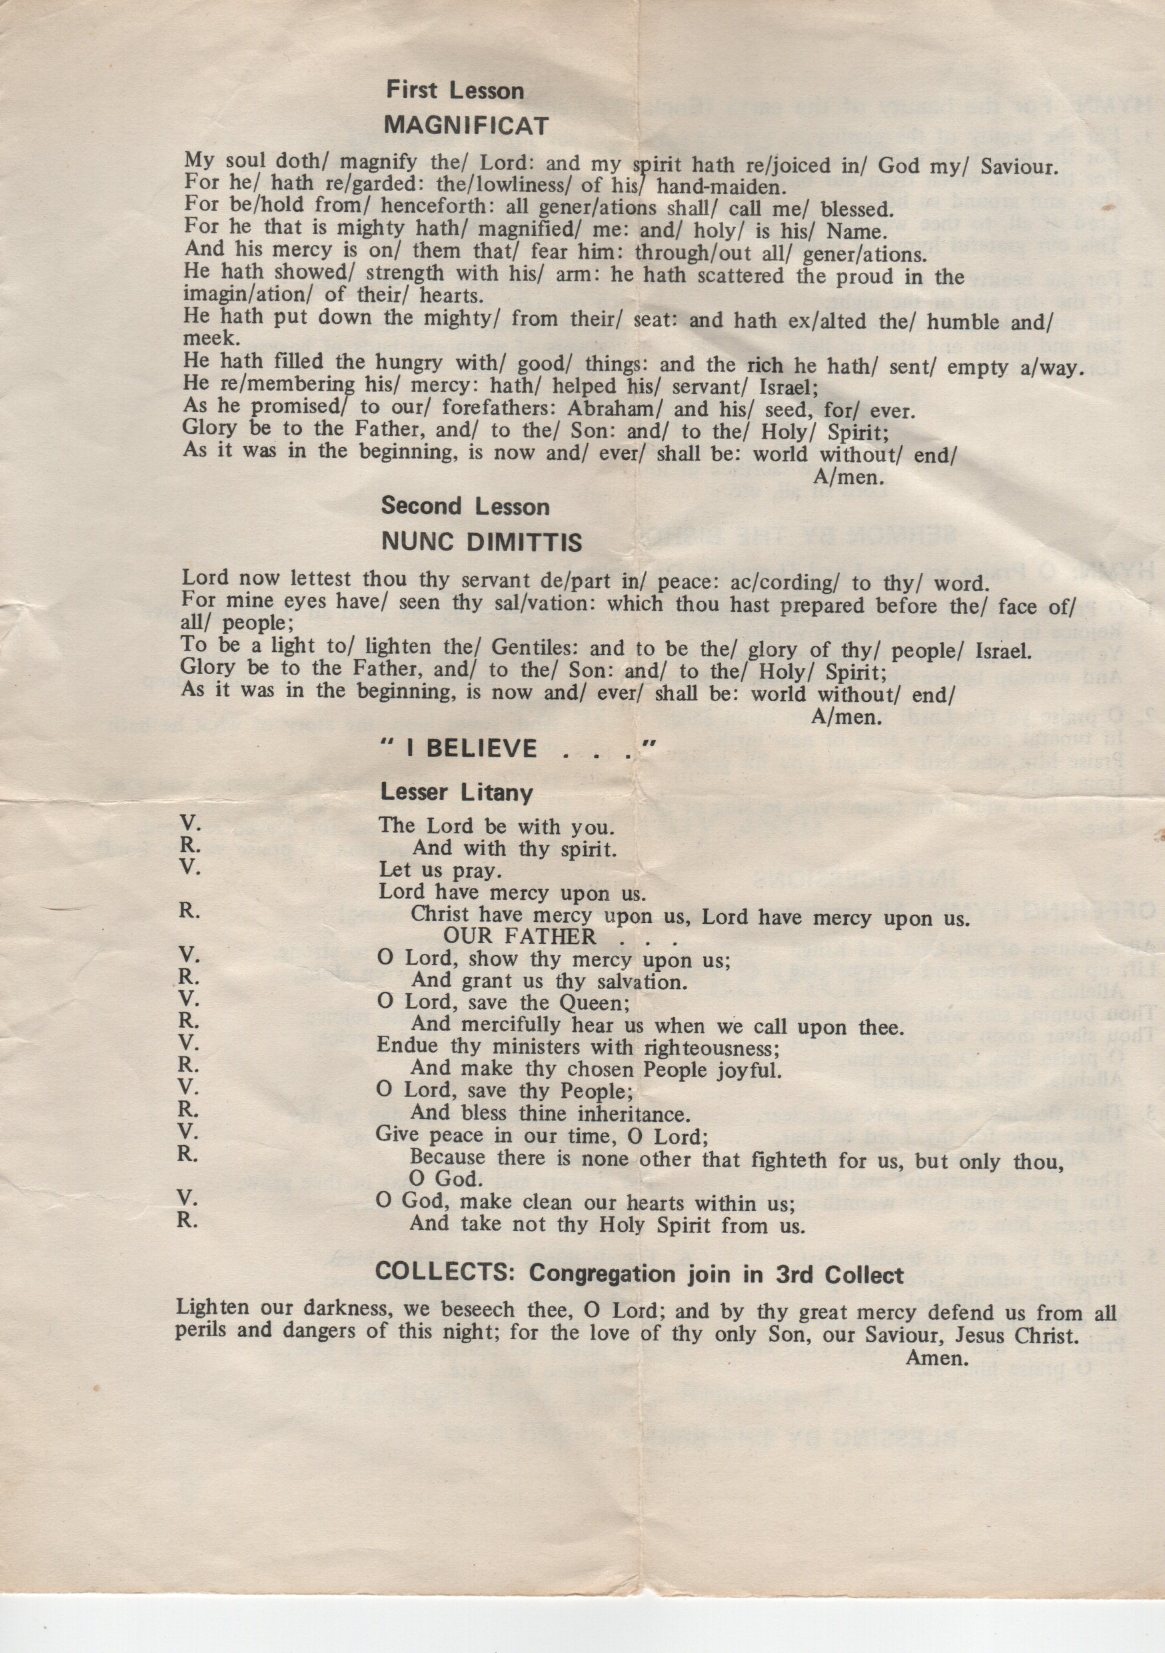 First Lesson
MAGNIFICAT
My soul doth/ magnify the/ Lord: and my spirit hath re/joiced in/ God my/ Saviour.
For he/ hath re/garded: the/lowliness/ of his/ hand-maiden.
For be/hold from/ henceforth: all gener/ations shall/ call me/ blessed.
For he that is mighty hath/ magnified/ me: and/ holy/ is his/ Name.
And his mercy is on/ them that/ fear him: through/out all/ gener/ations.
He hath showed/ strength with his/ arm: he hath scattered the proud in the
imagin/ation/ of their/ hearts.
He hath put down the mighty/ from their/ seat: and hath ex/alted the/ humble and/
meek.
He hath filled the hungry with/ good/ things: and the rich he hath/ sent/ empty a/way.
He re/membering his/ mercy: hath/ helped his/ servant/ Israel;
As he promised/ to our/ forefathers: Abraham/ and his/ seed, for/ ever.
Glory be to the Father, and/ to the/ Son: and/ to the/ Holy/ Spirit;
As it was in the beginning, is now and/ ever/ shall be: world without/ end/
A/men.
Second Lesson
NUNC DIMITTIS
Lord now lettest thou thy servant de/part in/ peace: ac/cording/ to thy/ word.
For mine eyes have/ seen thy sal/vation: which thou hast prepared before the/ face of/
all/ people;
To be a light to/ lighten the/ Gentiles: and to be the/ glory of thy/ people/ Israel.
Glory be to the Father, and/ to the/ Son: and/ to the/ Holy/ Spirit;
As it was in the beginning, is now and/ ever/ shall be: world without/ end/
A/men.
" I BELIEVE . . ."
Lesser Litany
V. The Lord be with you.
R. And with thy spirit.
V. Let us pray.
Lord have mercy upon us.
R. Christ have mercy upon us, Lord have mercy upon us.
OUR FATHER . . .
V. O Lord, show thy mercy upon us;
R. And grant us thy salvation.
V. O Lord, save the Queen;
R. And mercifully hear us when we call upon thee.
V. Endue thy ministers with righteousness;
R. And make thy chosen People joyful.
V. O Lord, save thy People;
R. And bless thine inheritance.
V. Give peace in our time, O Lord;
R. Because there is none other that fighteth for us, but only thou,
O God.
V. O God, make clean our hearts within us;
R. And take not thy Holy Spirit from us.
COLLECTS: Congregation join in 3rd Collect
Lighten our darkness, we beseech thee, O Lord; and by thy great mercy defend us from all
perils and dangers of this night; for the love of thy only Son, our Saviour, Jesus Christ.
Amen.